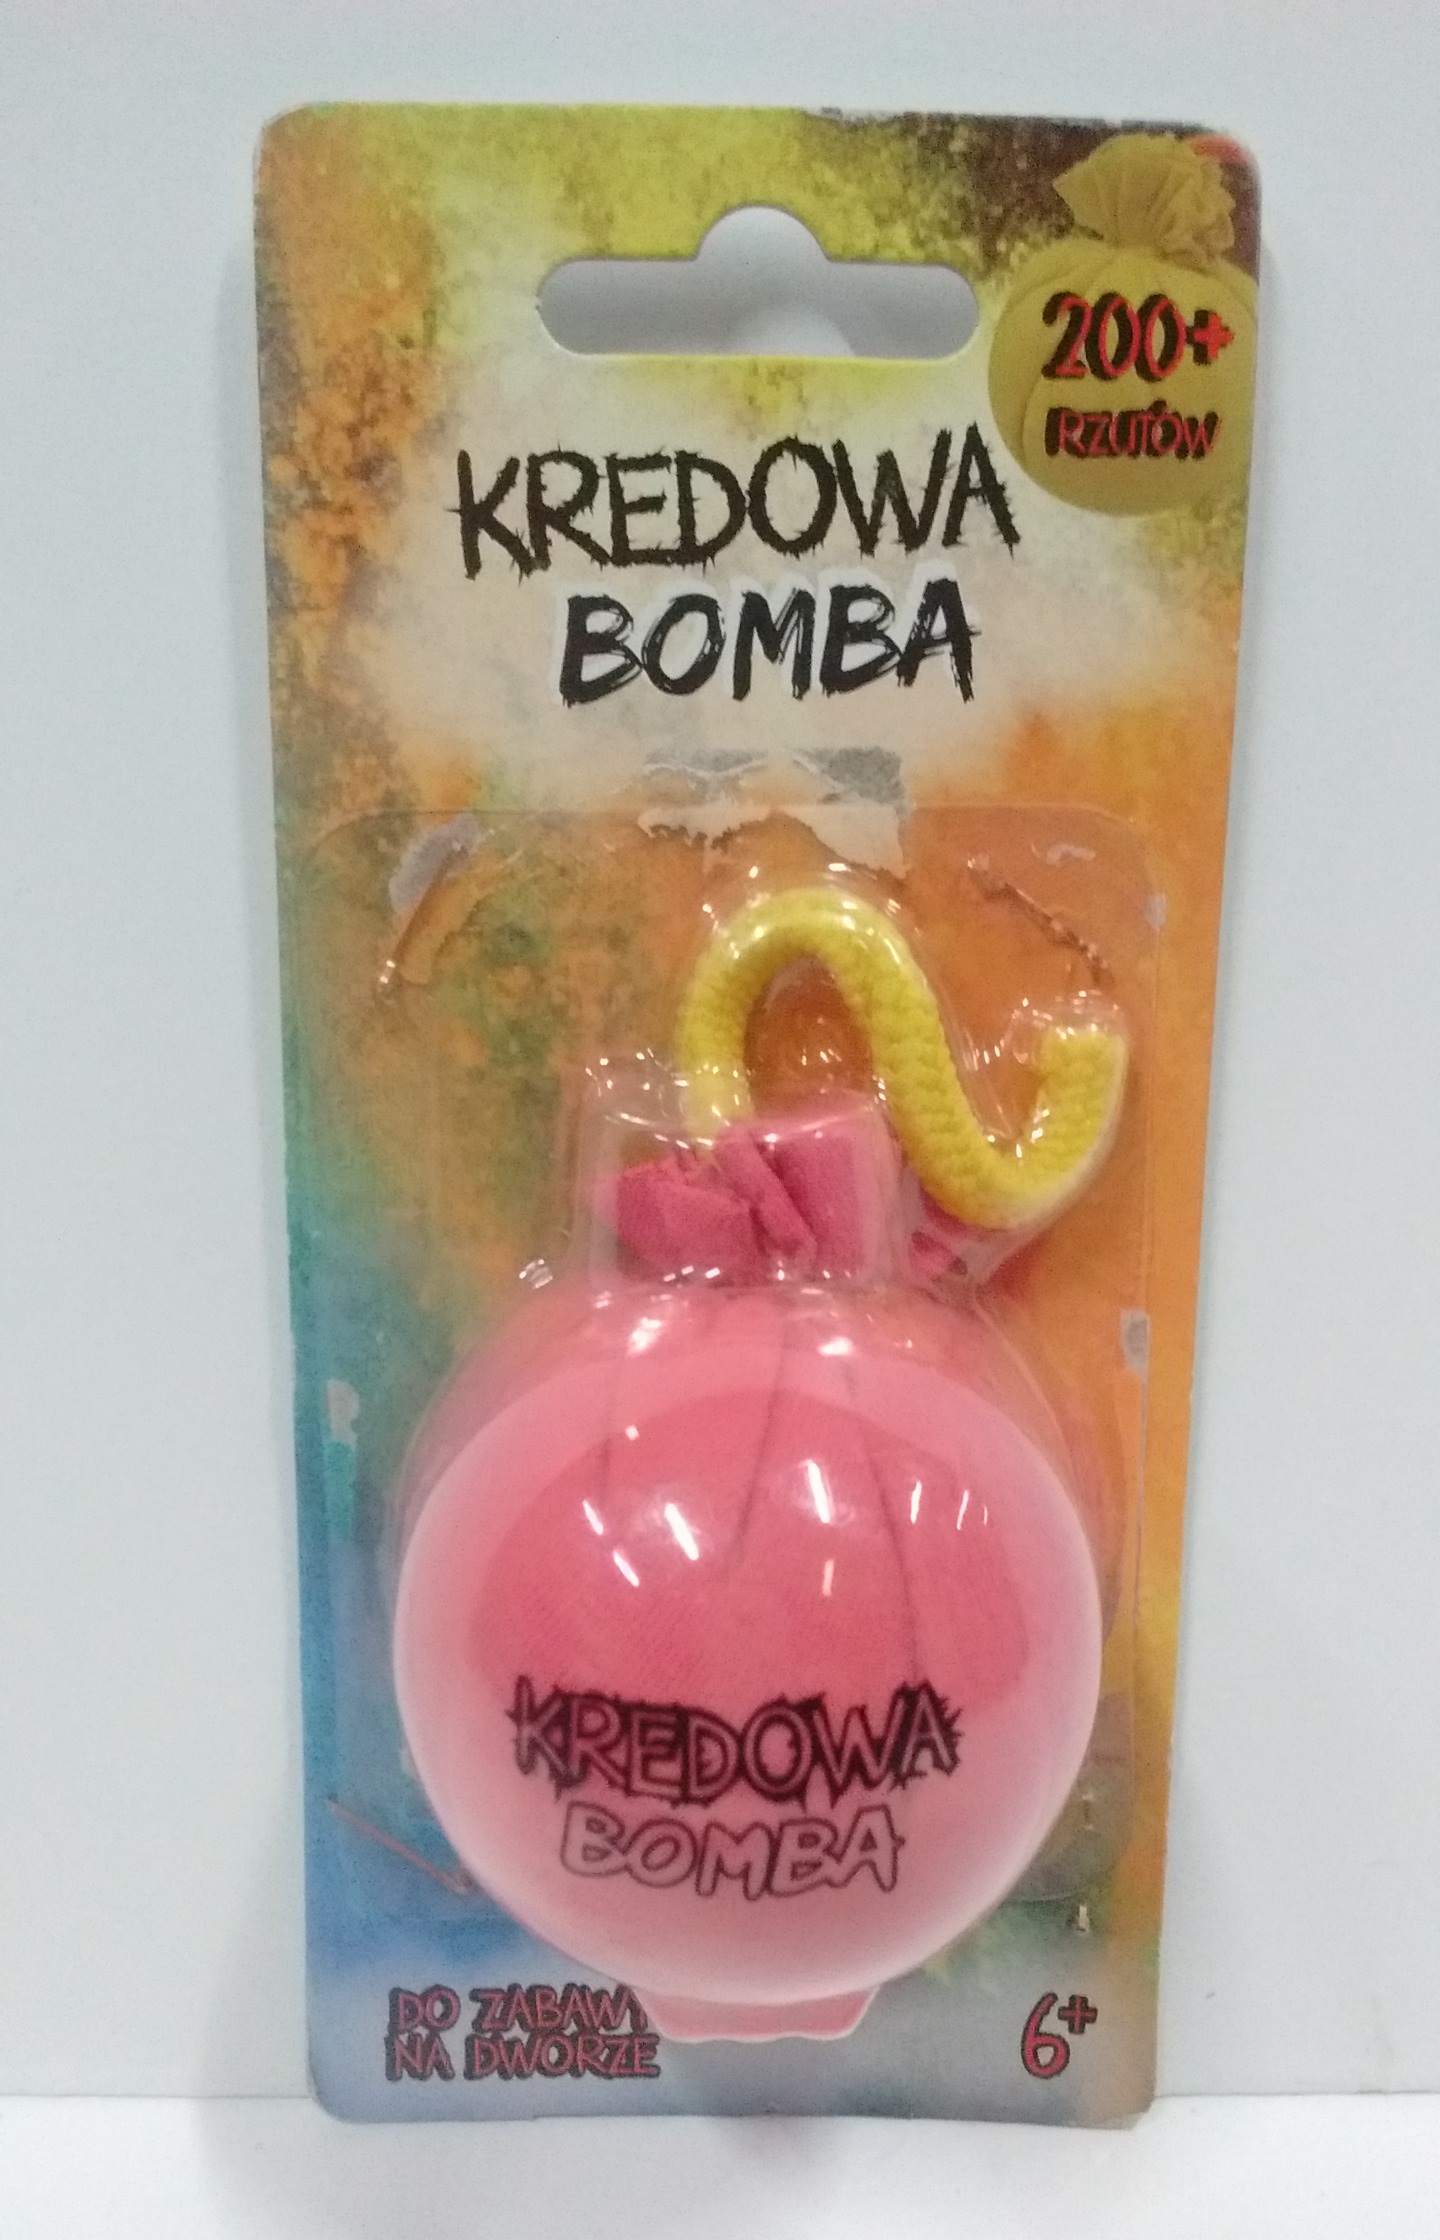 200+
RZUTÓW
KREDOWA
BOMBA
KREDOWA
BOMBA
DO ZABAWY
NA DWORZE
6+